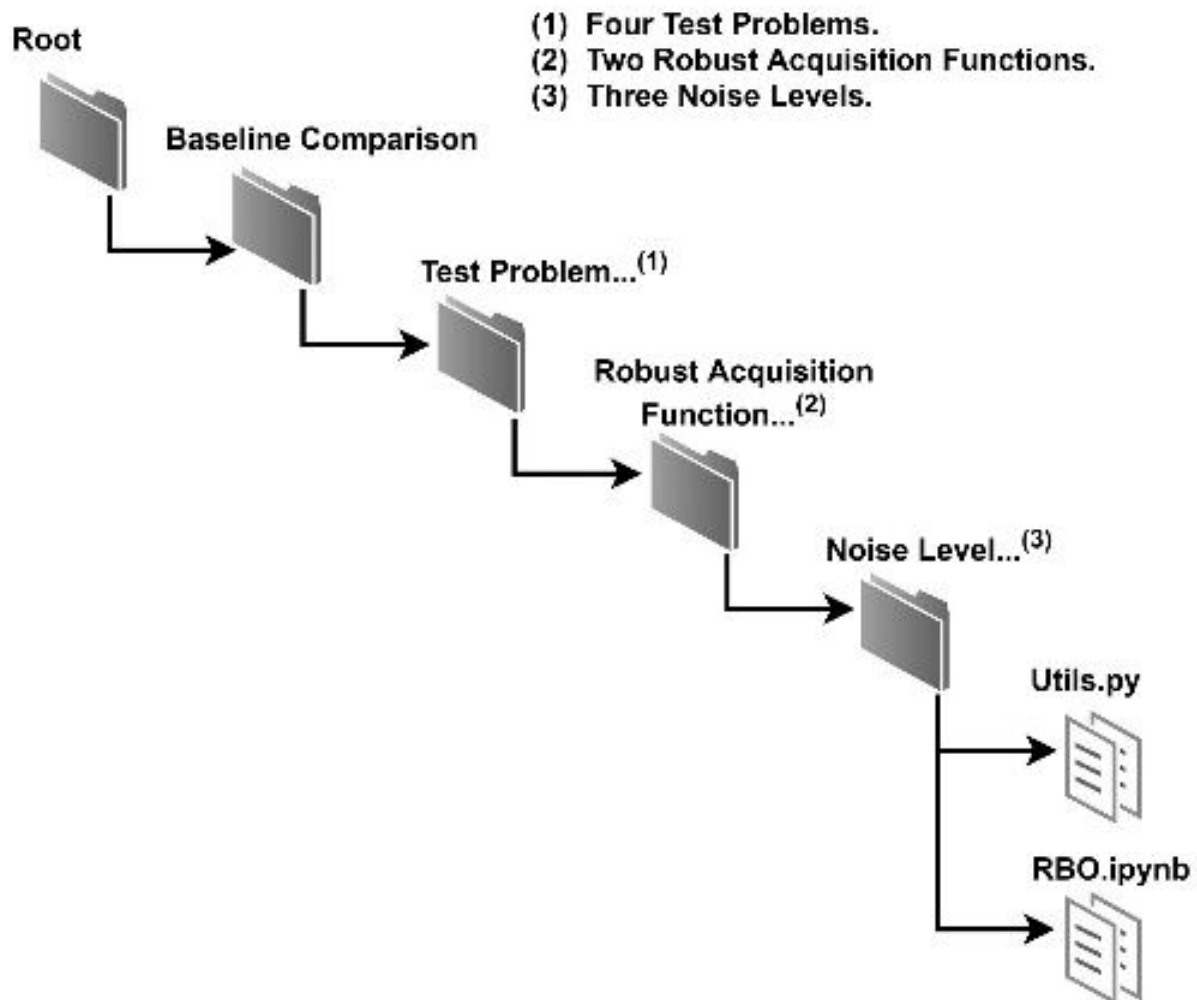 Root
(1) Four Test Problems.
(2) Two Robust Acquisition Functions.
(3) Three Noise Levels.
Baseline Comparison
Test Problem...(1)
Robust Acquisition
Function...(2)
Noise Level...(3)
Utils.py
RBO.ipynb